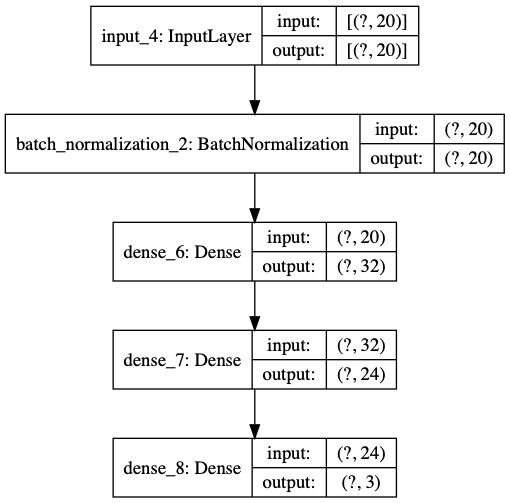 input_4: InputLayer
input: [(?, 20)]
output: [(?, 20)]
batch_normalization_2: BatchNormalization
input: (?, 20)
output: (?, 20)
dense_6: Dense
input: (?, 20)
output: (?, 32)
dense_7: Dense
input: (?, 32)
output: (?, 24)
dense_8: Dense
input: (?, 24)
output: (?, 3)